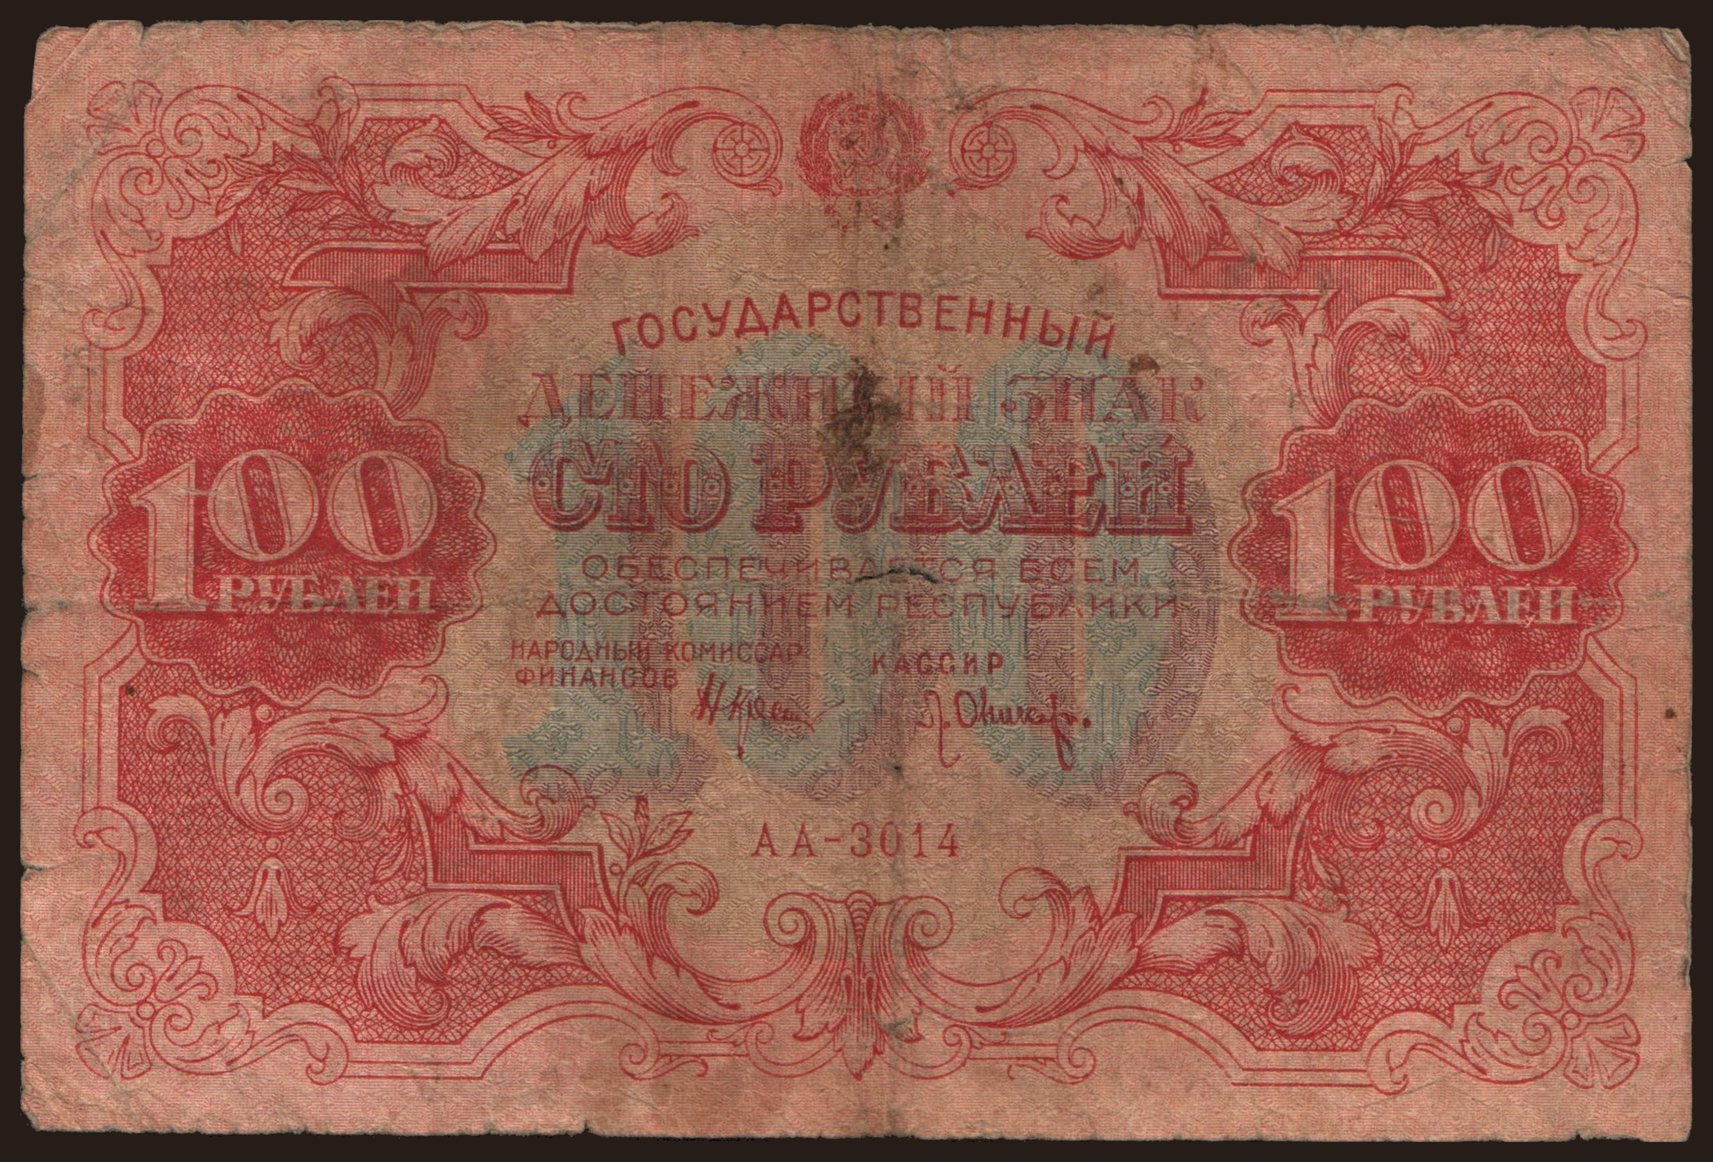 ГОСУДАРСТВЕННЫЙ
ДЕНЕЖНЫЙ ЗНАК
СТО РУБЛЕЙ
ОБЕСПЕЧИВАЕТСЯ ВСЕМ
ДОСТОЯНИЕМ РЕСПУБЛИКИ
НАРОДНЫЙ КОМИССАР
ФИНАНСОВ
КАССИР
100
РУБЛЕЙ
100
РУБЛЕЙ
100
АА-3014